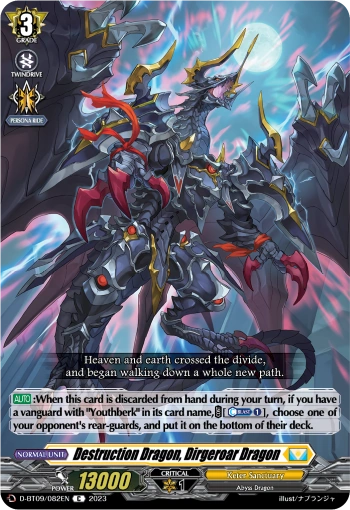 3
GRADE
TWINDRIVE
PERSONA RIDE
Heaven and earth crossed the divide,
and began walking down a whole new path.
AUTO:When this card is discarded from hand during your turn, if you have
a vanguard with "Youthberk" in its card name, [C BLAST 1], choose one of
your opponent's rear-guards, and put it on the bottom of their deck.
NORMAL UNIT
Destruction Dragon, Dirgeroar Dragon
POWER 13000
CRITICAL
1
Keter Sanctuary
Abyss Dragon
D-BT09/082EN C 2023
illust/ナブランジャ